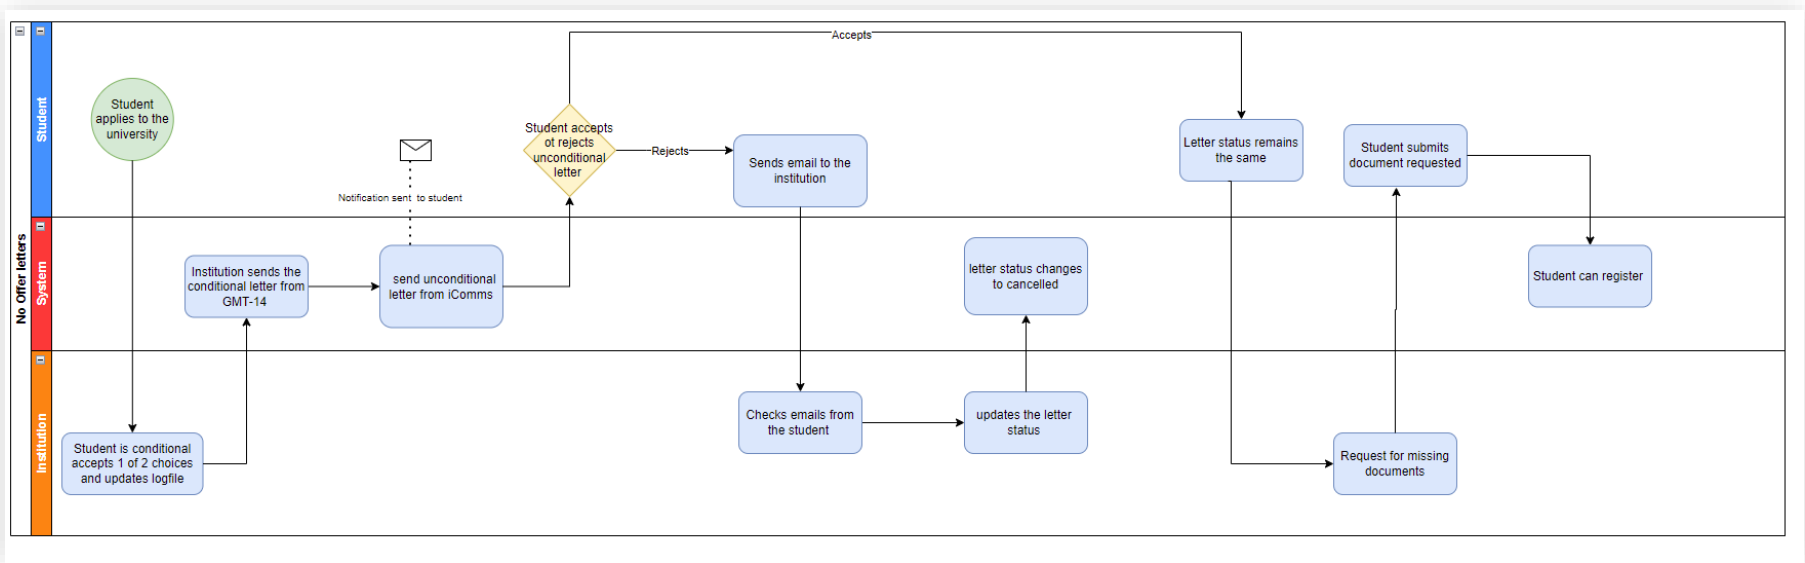 No Offer letters
Student
System
Institution
Student
applies to the
university
Notification sent  to student
Student accepts
ot rejects
unconditional
letter
Accepts
Rejects
Sends email to the
institution
Letter status remains
the same
Student submits
document requested
Institution sends the
conditional letter from
GMT-14
send unconditional
letter from iComms
letter status changes
to cancelled
Student can register
Student is conditional
accepts 1 of 2 choices
and updates logfile
Checks emails from
the student
updates the letter
status
Request for missing
documents